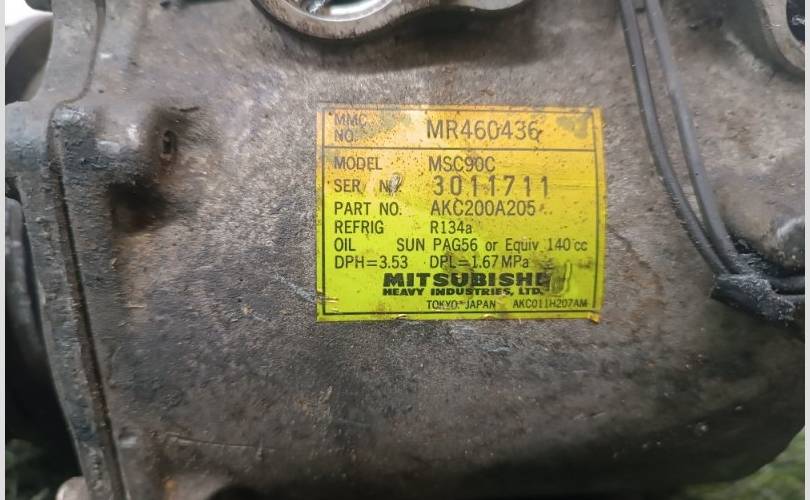 MMC
NO. MR460436
MODEL MSC90C
SER NO. 3011711
PART NO. AKC200A205
REFRIG R134a
OIL SUN PAG56 or Equiv 140cc
DPH=3.53 DPL=1.67MPa
MITSUBISHI
HEAVY INDUSTRIES, LTD.
TOKYO. JAPAN AKC011H207AM